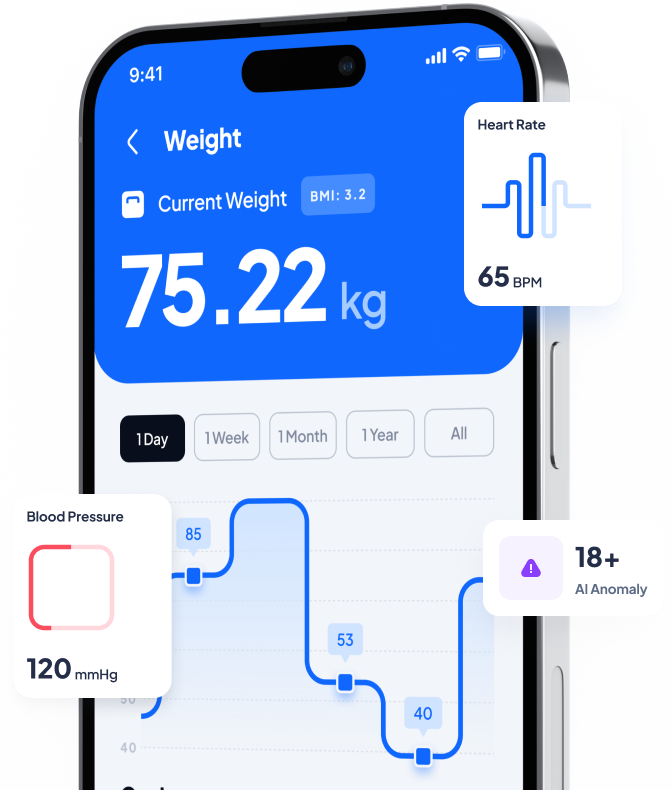 9:41
Weight
Current Weight
BMI: 3.2
75.22 kg
Heart Rate
65 BPM
1 Day
1 Week
1 Month
1 Year
All
Blood Pressure
120 mmHg
85
53
40
18+
AI Anomaly
50
40